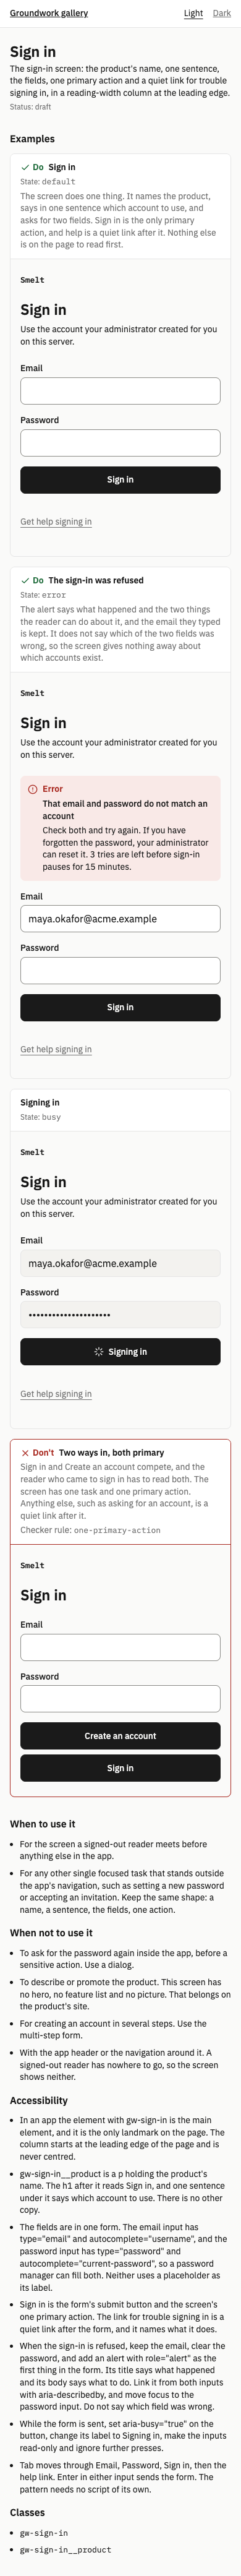 Groundwork gallery
Light Dark
Sign in
The sign-in screen: the product's name, one sentence,
the fields, one primary action and a quiet link for trouble
signing in, in a reading-width column at the leading edge.
Status: draft
Examples
Do Sign in
State: default
The screen does one thing. It names the product,
says in one sentence which account to use, and
asks for two fields. Sign in is the only primary
action, and help is a quiet link after it. Nothing else
is on the page to read first.
Smelt
Sign in
Use the account your administrator created for you
on this server.
Email
Password
Sign in
Get help signing in
Do The sign-in was refused
State: error
The alert says what happened and the two things
the reader can do about it, and the email they typed
is kept. It does not say which of the two fields was
wrong, so the screen gives nothing away about
which accounts exist.
Smelt
Sign in
Use the account your administrator created for you
on this server.
Error
That email and password do not match an
account
Check both and try again. If you have
forgotten the password, your administrator
can reset it. 3 tries are left before sign-in
pauses for 15 minutes.
Email
maya.okafor@acme.example
Password
Sign in
Get help signing in
Signing in
State: busy
Smelt
Sign in
Use the account your administrator created for you
on this server.
Email
maya.okafor@acme.example
Password
Signing in
Get help signing in
Don't Two ways in, both primary
Sign in and Create an account compete, and the
reader who came to sign in has to read both. The
screen has one task and one primary action.
Anything else, such as asking for an account, is a
quiet link after it.
Checker rule: one-primary-action
Smelt
Sign in
Email
Password
Create an account
Sign in
When to use it
For the screen a signed-out reader meets before
anything else in the app.
For any other single focused task that stands outside
the app's navigation, such as setting a new password
or accepting an invitation. Keep the same shape: a
name, a sentence, the fields, one action.
When not to use it
To ask for the password again inside the app, before a
sensitive action. Use a dialog.
To describe or promote the product. This screen has
no hero, no feature list and no picture. That belongs on
the product's site.
For creating an account in several steps. Use the
multi-step form.
With the app header or the navigation around it. A
signed-out reader has nowhere to go, so the screen
shows neither.
Accessibility
In an app the element with gw-sign-in is the main
element, and it is the only landmark on the page. The
column starts at the leading edge of the page and is
never centred.
gw-sign-in__product is a p holding the product's
name. The h1 after it reads Sign in, and one sentence
under it says which account to use. There is no other
copy.
The fields are in one form. The email input has
type="email" and autocomplete="username", and the
password input has type="password" and
autocomplete="current-password", so a password
manager can fill both. Neither uses a placeholder as
its label.
Sign in is the form's submit button and the screen's
one primary action. The link for trouble signing in is a
quiet link after the form, and it names what it does.
When the sign-in is refused, keep the email, clear the
password, and add an alert with role="alert" as the
first thing in the form. Its title says what happened
and its body says what to do. Link it from both inputs
with aria-describedby, and move focus to the
password input. Do not say which field was wrong.
While the form is sent, set aria-busy="true" on the
button, change its label to Signing in, make the inputs
read-only and ignore further presses.
Tab moves through Email, Password, Sign in, then the
help link. Enter in either input sends the form. The
pattern needs no script of its own.
Classes
gw-sign-in
gw-sign-in__product